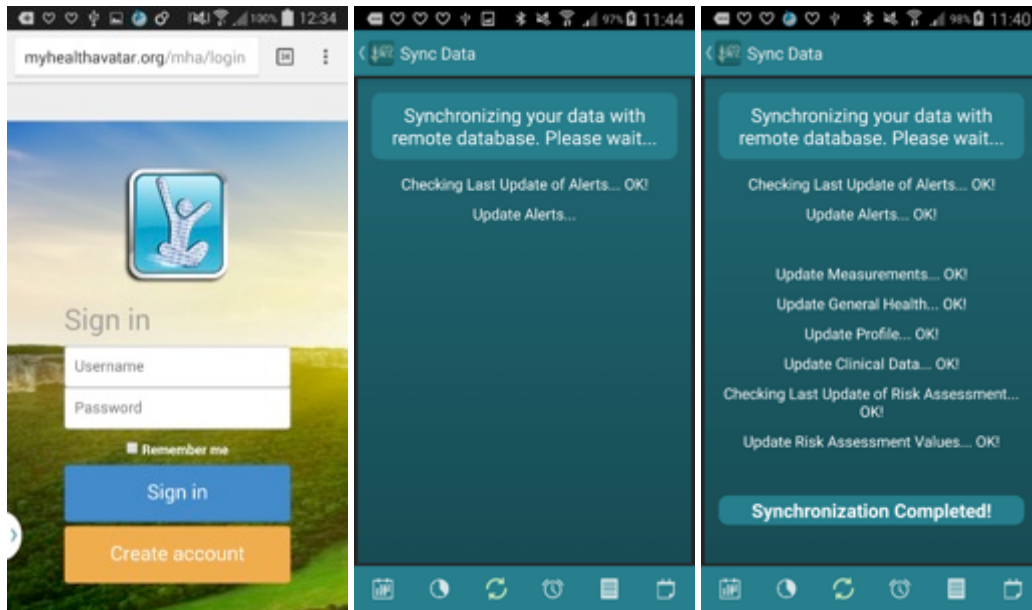 100% 12:34
myhealthavatar.org/mha/login
Sign in
Username
Password
Remember me
Sign in
Create account
97% 11:44
Sync Data
Synchronizing your data with
remote database. Please wait...
Checking Last Update of Alerts... OK!
Update Alerts...
98% 11:40
Sync Data
Synchronizing your data with
remote database. Please wait...
Checking Last Update of Alerts... OK!
Update Alerts... OK!
Update Measurements... OK!
Update General Health... OK!
Update Profile... OK!
Update Clinical Data... OK!
Checking Last Update of Risk Assessment...
OK!
Update Risk Assessment Values... OK!
Synchronization Completed!